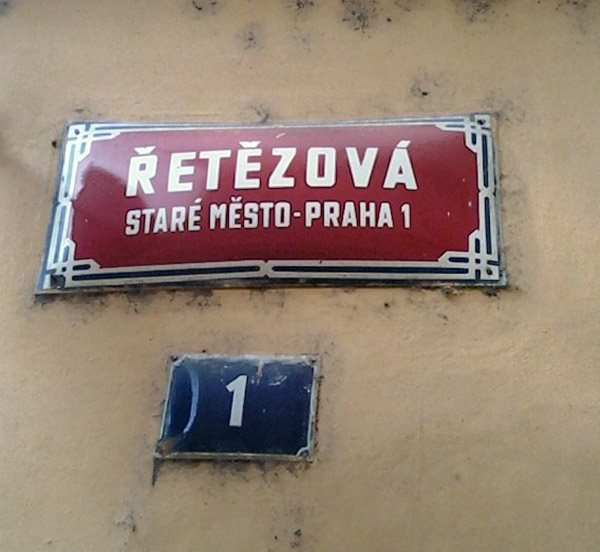 ŘETĚZOVÁ
STARÉ MĚSTO-PRAHA 1
1